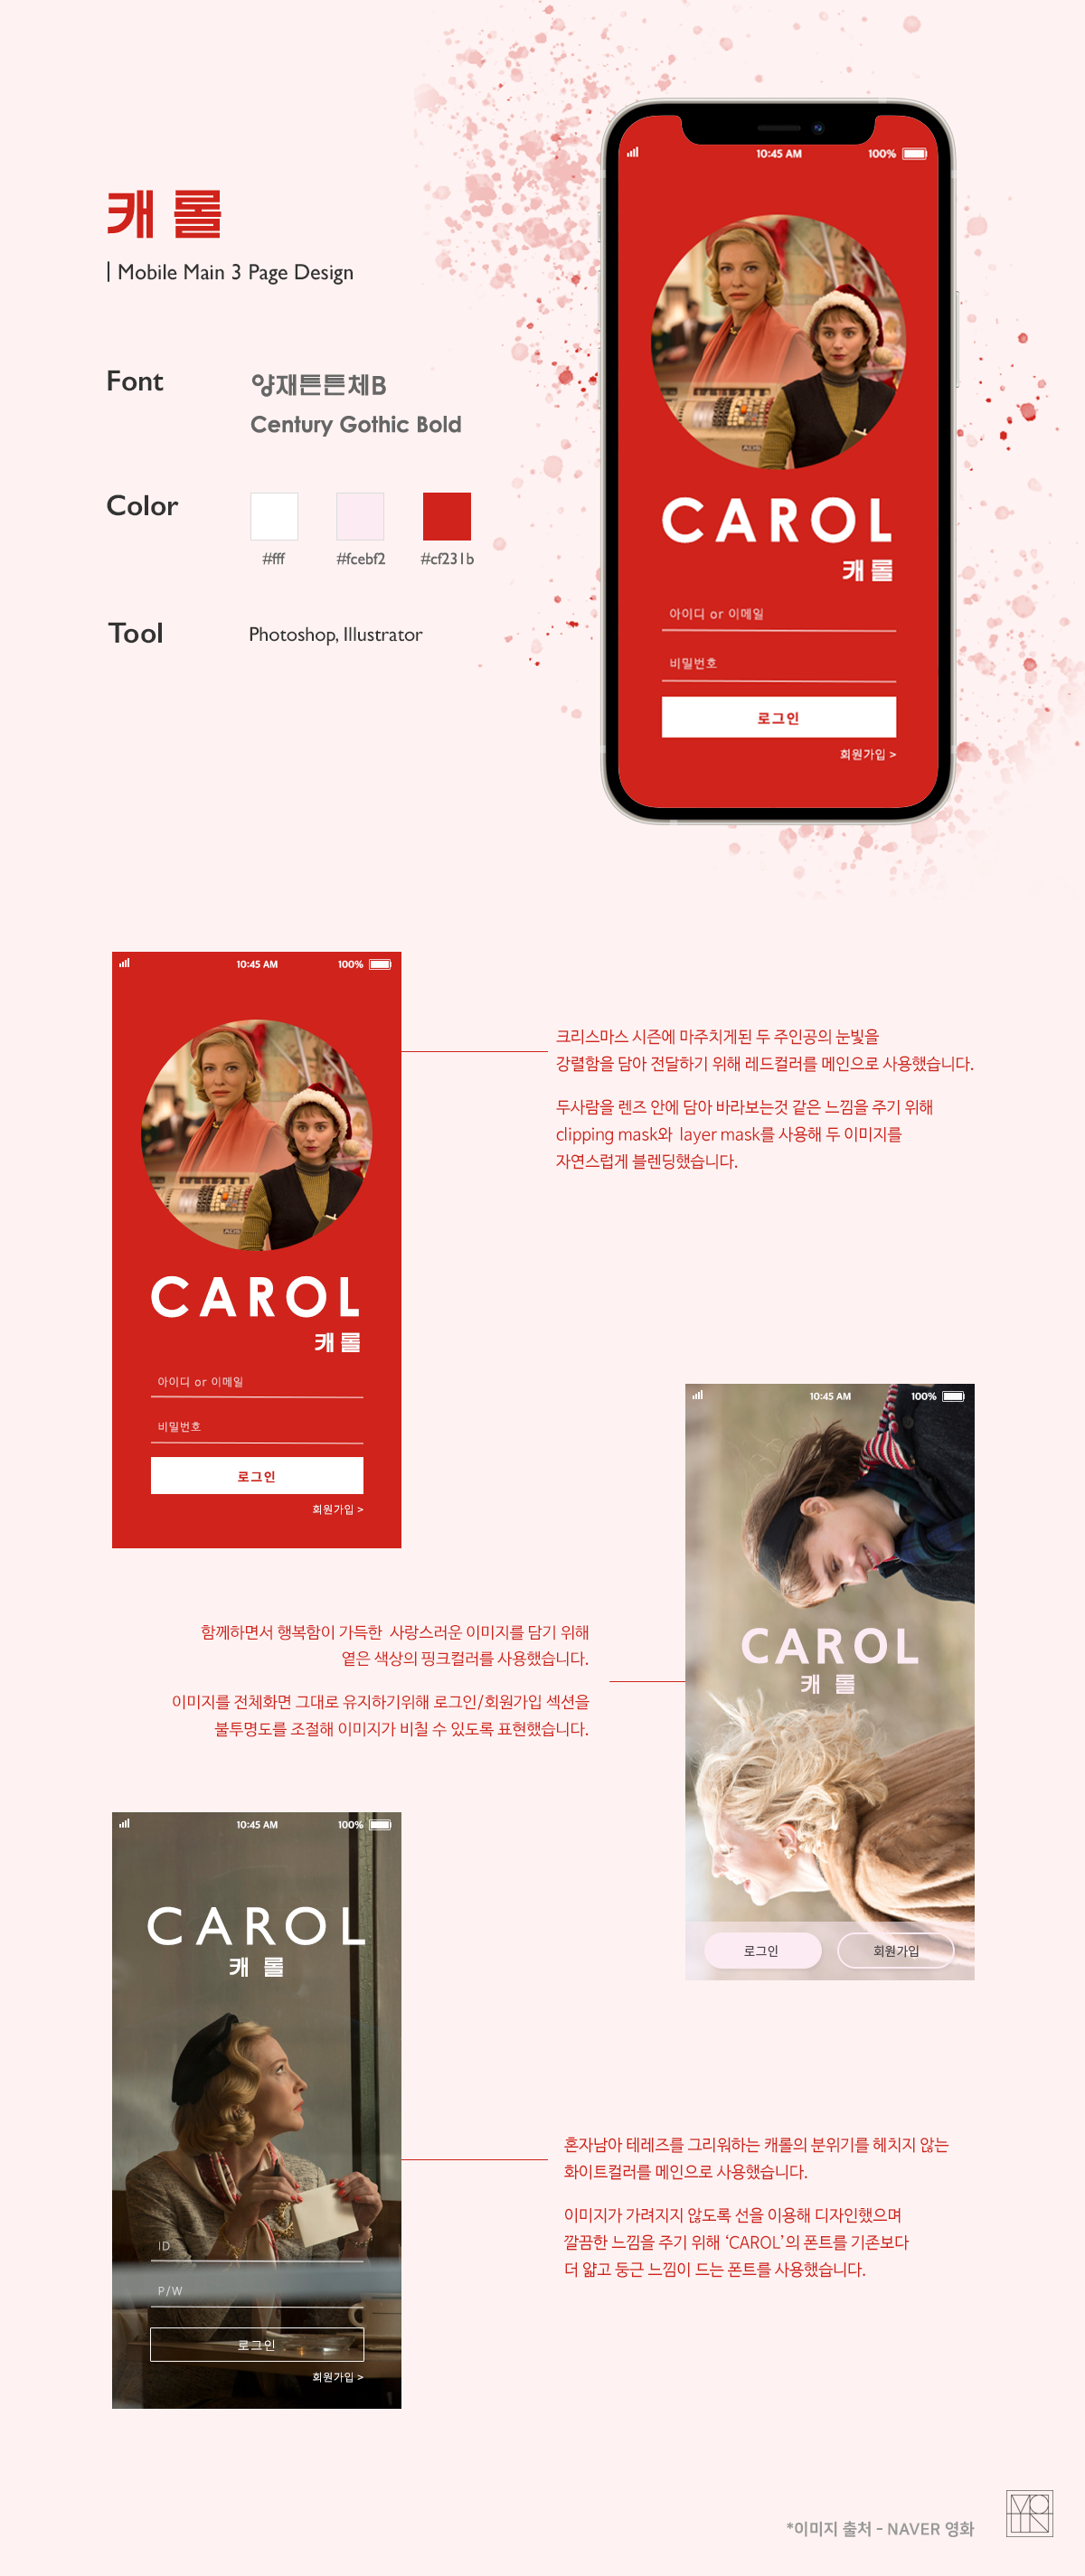 캐롤
| Mobile Main 3 Page Design
Font
양재튼튼체B
Century Gothic Bold
Color
#fff
#fcebf2
#cf231b
Tool
Photoshop, Illustrator
10:45 AM
100%
CAROL
캐롤
아이디 or 이메일
비밀번호
로그인
회원가입 >
10:45 AM
100%
CAROL
캐롤
아이디 or 이메일
비밀번호
로그인
회원가입 >
크리스마스 시즌에 마주치게된 두 주인공의 눈빛을
강렬함을 담아 전달하기 위해 레드컬러를 메인으로 사용했습니다.
두사람을 렌즈 안에 담아 바라보는것 같은 느낌을 주기 위해
clipping mask와 layer mask를 사용해 두 이미지를
자연스럽게 블렌딩했습니다.
10:45 AM
100%
CAROL
캐롤
로그인
회원가입
함께하면서 행복함이 가득한 사랑스러운 이미지를 담기 위해
옅은 색상의 핑크컬러를 사용했습니다.
이미지를 전체화면 그대로 유지하기위해 로그인/회원가입 섹션을
불투명도를 조절해 이미지가 비칠 수 있도록 표현했습니다.
10:45 AM
100%
CAROL
캐롤
ID
P/W
로그인
회원가입 >
혼자남아 테레즈를 그리워하는 캐롤의 분위기를 헤치지 않는
화이트컬러를 메인으로 사용했습니다.
이미지가 가려지지 않도록 선을 이용해 디자인했으며
깔끔한 느낌을 주기 위해 ‘CAROL’의 폰트를 기존보다
더 얇고 둥근 느낌이 드는 폰트를 사용했습니다.
*이미지 출처 - NAVER 영화